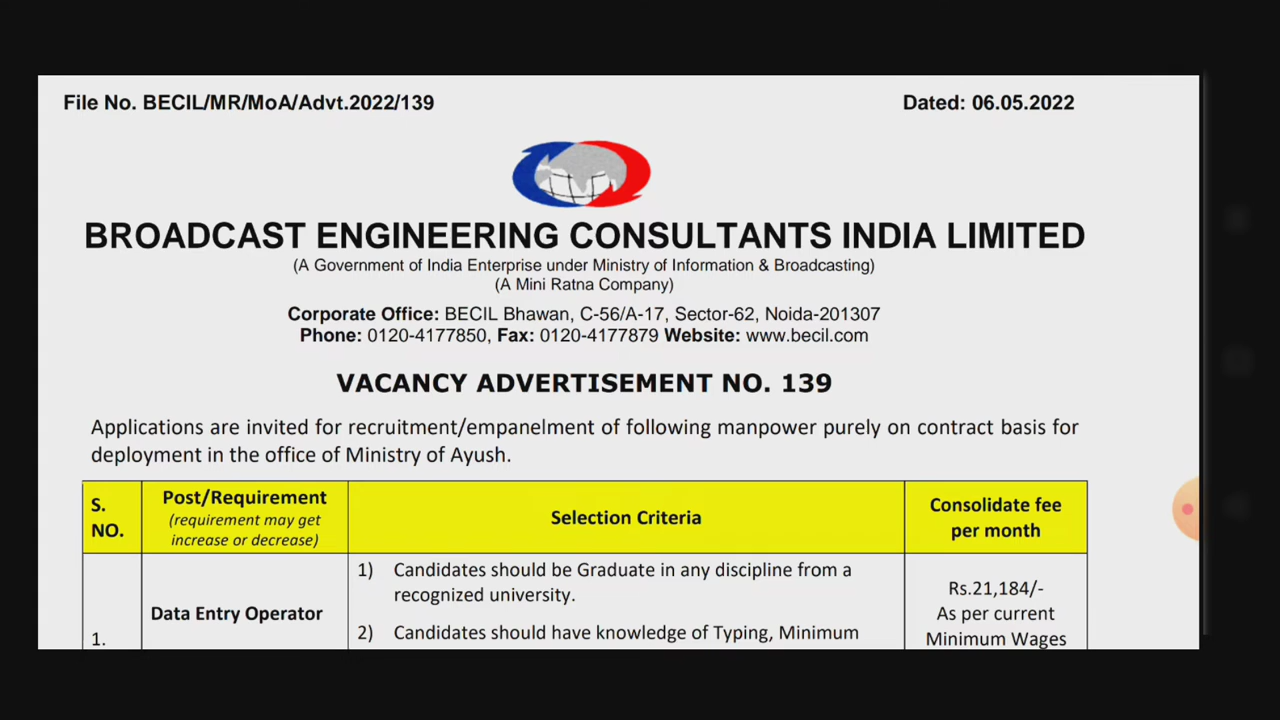 File No. BECIL/MR/MoA/Advt.2022/139 Dated: 06.05.2022
BROADCAST ENGINEERING CONSULTANTS INDIA LIMITED
(A Government of India Enterprise under Ministry of Information & Broadcasting)
(A Mini Ratna Company)
Corporate Office: BECIL Bhawan, C-56/A-17, Sector-62, Noida-201307
Phone: 0120-4177850, Fax: 0120-4177879 Website: www.becil.com
VACANCY ADVERTISEMENT NO. 139
Applications are invited for recruitment/empanelment of following manpower purely on contract basis for
deployment in the office of Ministry of Ayush.
S.
NO.
Post/Requirement
(requirement may get
increase or decrease)
Selection Criteria
Consolidate fee
per month
1.
Data Entry Operator
1) Candidates should be Graduate in any discipline from a
recognized university.
2) Candidates should have knowledge of Typing, Minimum
Rs.21,184/-
As per current
Minimum Wages